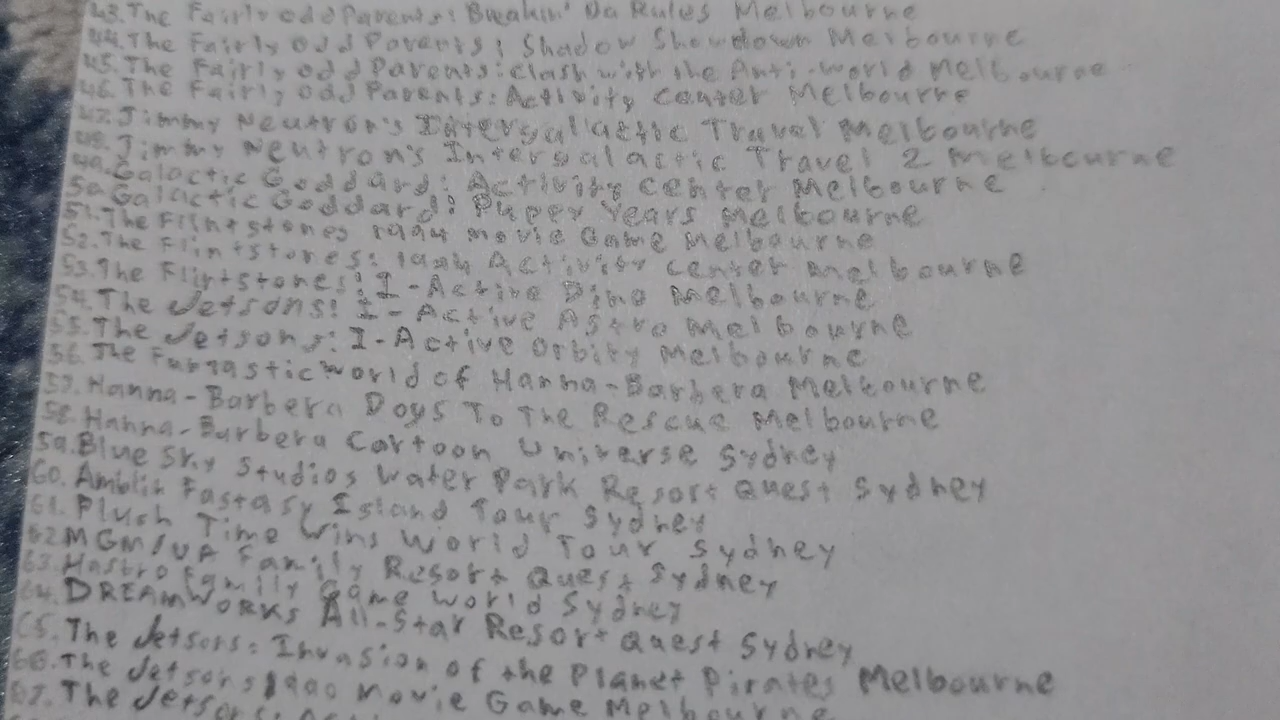 43.The Fairly odd Parents: Breakin' Da Rules Melbourne
44.The Fairly odd Parents: Shadow Showdown Melbourne
45.The Fairly odd Parents:Clash with the Anti-World Melbourne
46.The Fairly odd Parents:Activity Center Melbourne
47.Jimmy Neutron's Intergalactic Travel Melbourne
48.Jimmy Neutron's Intergalactic Travel 2 Melbourne
49.Galactic Goddard: Activity Center Melbourne
50.Galactic Goddard: Puper Years Melbourne
51.The Flintstones 1994 movie Game Melbourne
52.The Flintstones: 1994 Activity center Melbourne
53.The Flintstones: I-Active Dino Melbourne
54.The Jetsons: I-Active Astro Melbourne
55.The Jetsons: I-Active Orbity Melbourne
56.The Funtastic World of Hanna-Barbera Melbourne
57.Hanna-Barbera Dogs To The Rescue Melbourne
58.Hanna-Barbera Cartoon Universe Sydney
59.Blue Sky Studios Water Park Resort Quest Sydney
60.Amblin Fastasy Island Tour Sydney
61.Plush Time Wins World Tour Sydney
62.MGM/UA Family Resort Quest Sydney
63.Hasbro Family Game World Sydney
64.DREAMWORKS All-Star Resort Quest Sydney
65.The Jetsons: Invasion of the Planet Pirates Melbourne
66.The Jetsons 1990 Movie Game Melbourne
67.The Jetsons: